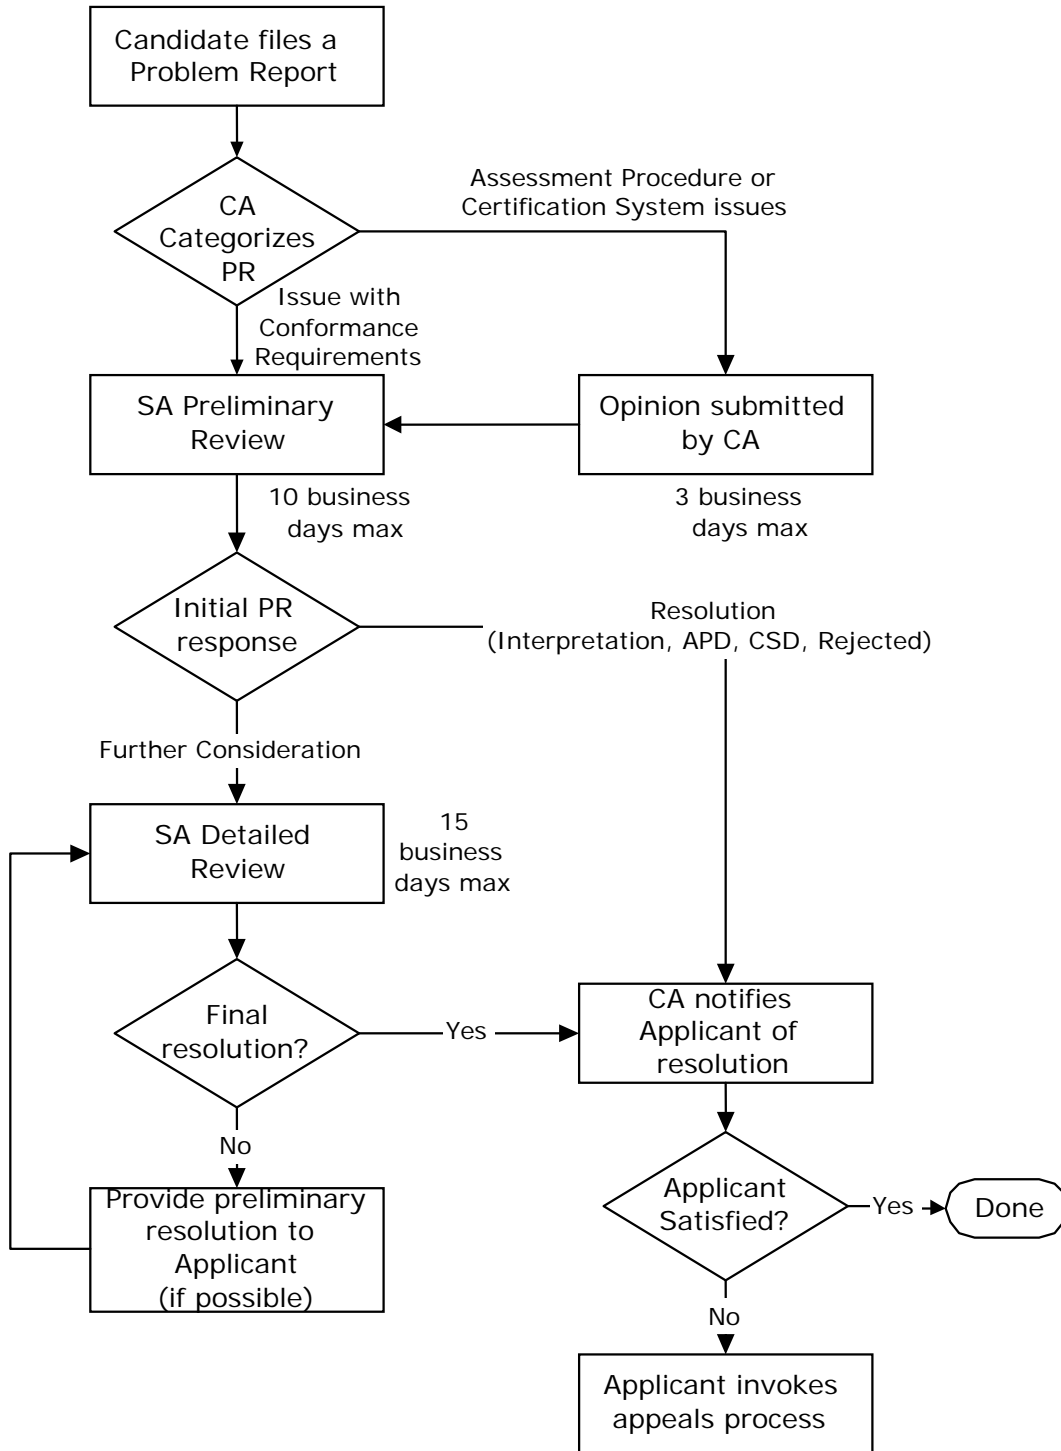 Candidate files a
Problem Report
CA
Categorizes
PR
Assessment Procedure or
Certification System issues
Issue with
Conformance
Requirements
SA Preliminary
Review
Opinion submitted
by CA
10 business
days max
3 business
days max
Initial PR
response
Resolution
(Interpretation, APD, CSD, Rejected)
Further Consideration
SA Detailed
Review
15
business
days max
Final
resolution?
Yes
CA notifies
Applicant of
resolution
No
Provide preliminary
resolution to
Applicant
(if possible)
Applicant
Satisfied?
Yes
Done
No
Applicant invokes
appeals process